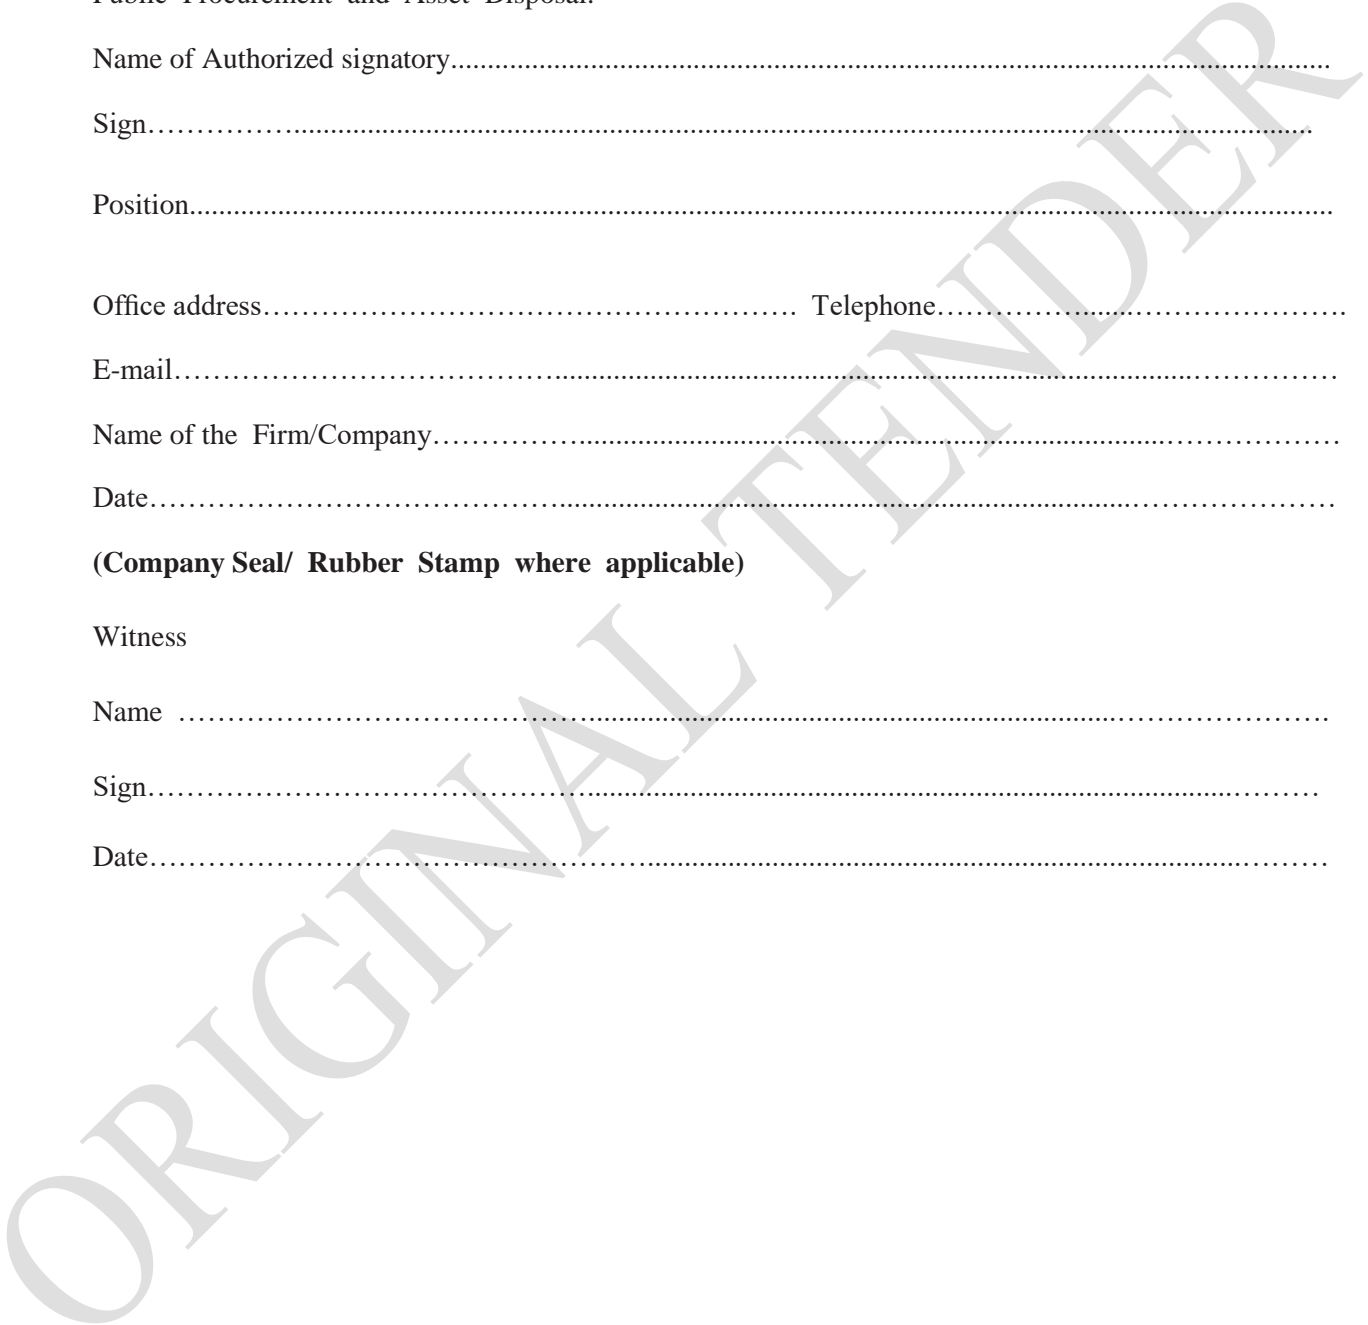 Public Procurement and Asset Disposal.
Name of Authorized signatory..........................................................................................................................
Sign……………...............................................................................................................................................
Position.............................................................................................................................................................
Office address………………………………………………. Telephone…………………………………….
E-mail…………………………………......................................................................................……………
Name of the Firm/Company……………................................................................................………………
Date…………………………………….............................................................................…………………
(Company Seal/ Rubber Stamp where applicable)
Witness
Name …………………………………….......................................................................………………….
Sign………………………………………........................................................................................………
Date……………………………………………..................................................................................………
ORIGINAL TENDER